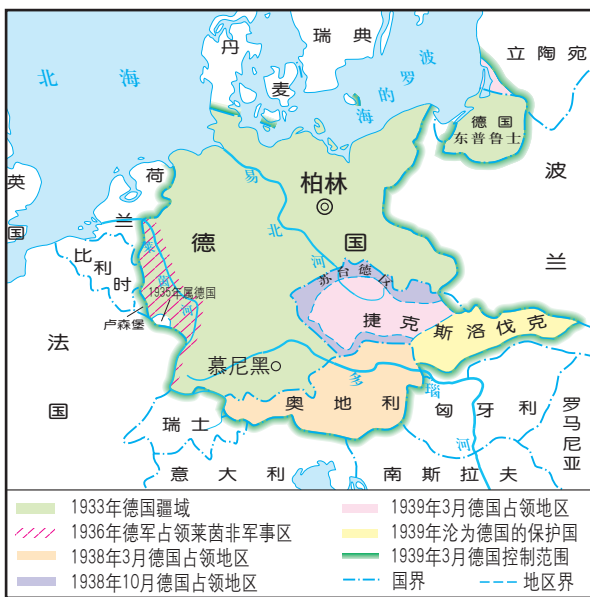 北海
丹麦
瑞典
波罗的海
立陶宛
德国
东普鲁士
英国
荷兰
易北河
柏林
波兰
德国
比利时
莱茵河
1935年属德国
卢森堡
苏台德区
捷克斯洛伐克
法国
慕尼黑
多瑙河
奥地利
匈牙利
罗马尼亚
瑞士
意大利
南斯拉夫
1933年德国疆域
1936年德军占领莱茵非军事区
1938年3月德国占领地区
1938年10月德国占领地区
1939年3月德国占领地区
1939年沦为德国的保护国
1939年3月德国控制范围
国界
地区界